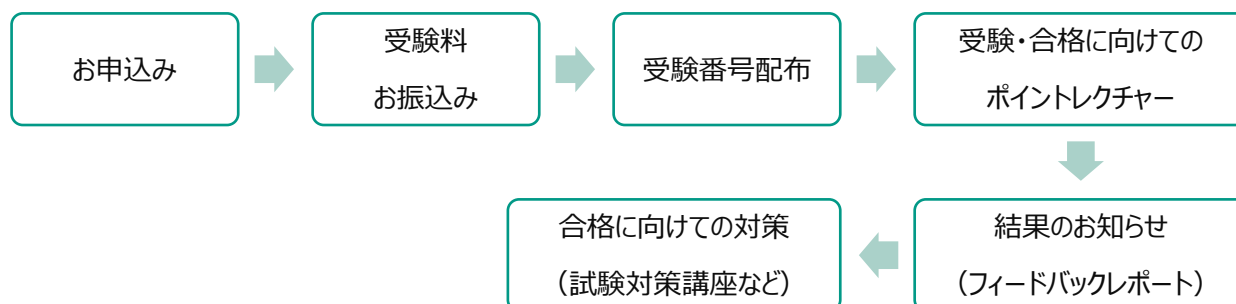 お申込み
受験料
お振込み
受験番号配布
受験・合格に向けての
ポイントレクチャー
結果のお知らせ
（フィードバックレポート）
合格に向けての対策
（試験対策講座など）